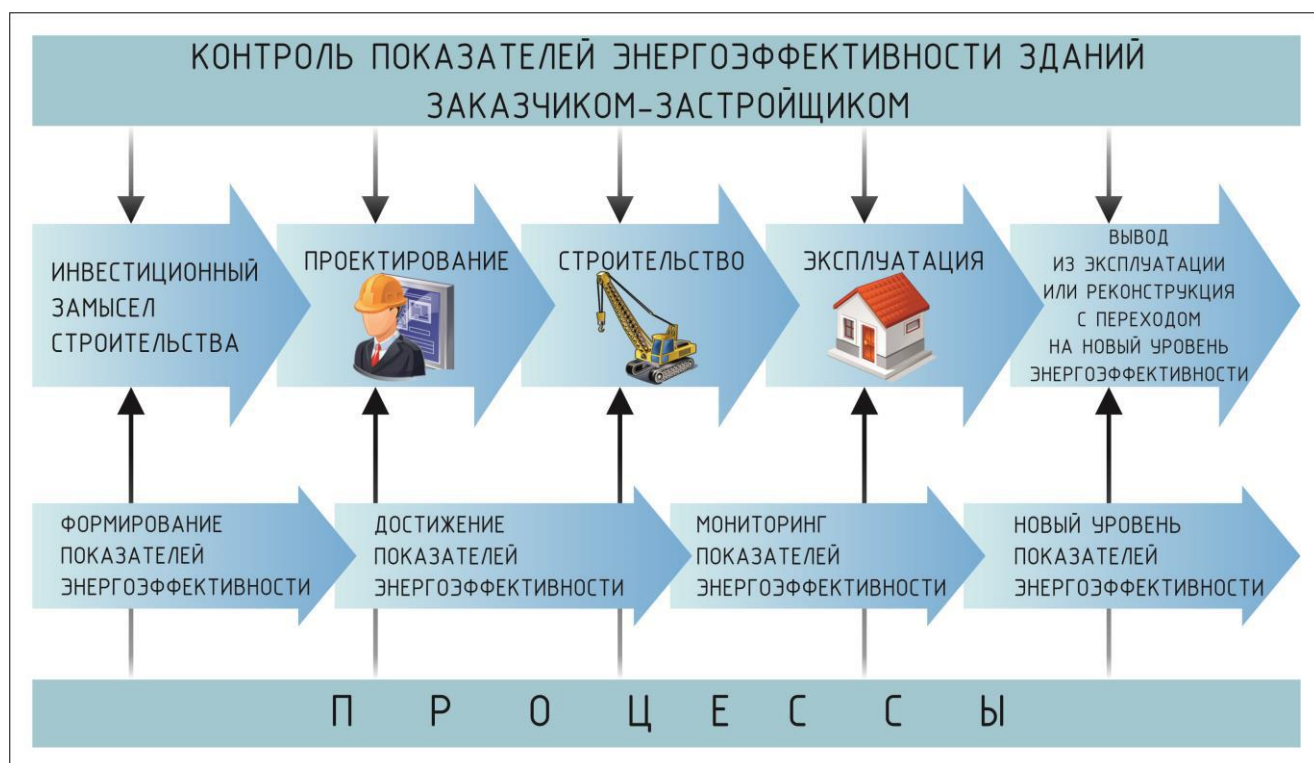 КОНТРОЛЬ ПОКАЗАТЕЛЕЙ ЭНЕРГОЭФФЕКТИВНОСТИ ЗДАНИЙ
ЗАКАЗЧИКОМ-ЗАСТРОЙЩИКОМ
ИНВЕСТИЦИОННЫЙ
ЗАМЫСЕЛ
СТРОИТЕЛЬСТВА
ПРОЕКТИРОВАНИЕ
СТРОИТЕЛЬСТВО
ЭКСПЛУАТАЦИЯ
ВЫВОД
ИЗ ЭКСПЛУАТАЦИИ
ИЛИ РЕКОНСТРУКЦИЯ
С ПЕРЕХОДОМ
НА НОВЫЙ УРОВЕНЬ
ЭНЕРГОЭФФЕКТИВНОСТИ
ФОРМИРОВАНИЕ
ПОКАЗАТЕЛЕЙ
ЭНЕРГОЭФФЕКТИВНОСТИ
ДОСТИЖЕНИЕ
ПОКАЗАТЕЛЕЙ
ЭНЕРГОЭФФЕКТИВНОСТИ
МОНИТОРИНГ
ПОКАЗАТЕЛЕЙ
ЭНЕРГОЭФФЕКТИВНОСТИ
НОВЫЙ УРОВЕНЬ
ПОКАЗАТЕЛЕЙ
ЭНЕРГОЭФФЕКТИВНОСТИ
ПРОЦЕССЫ